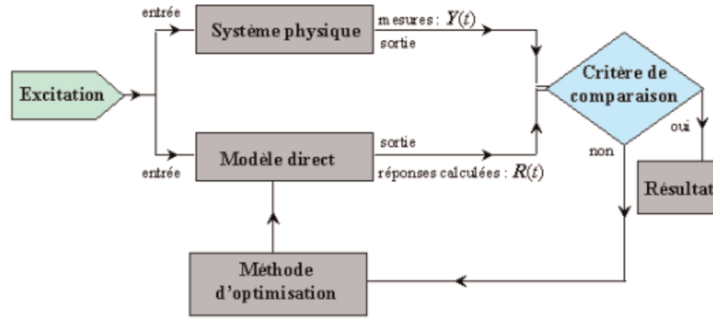 entrée
Système physique
mesures : Y(t)
sortie
Excitation
Critère de
comparaison
entrée
Modèle direct
sortie
réponses calculées : R(t)
non
oui
Résultat
Méthode
d'optimisation